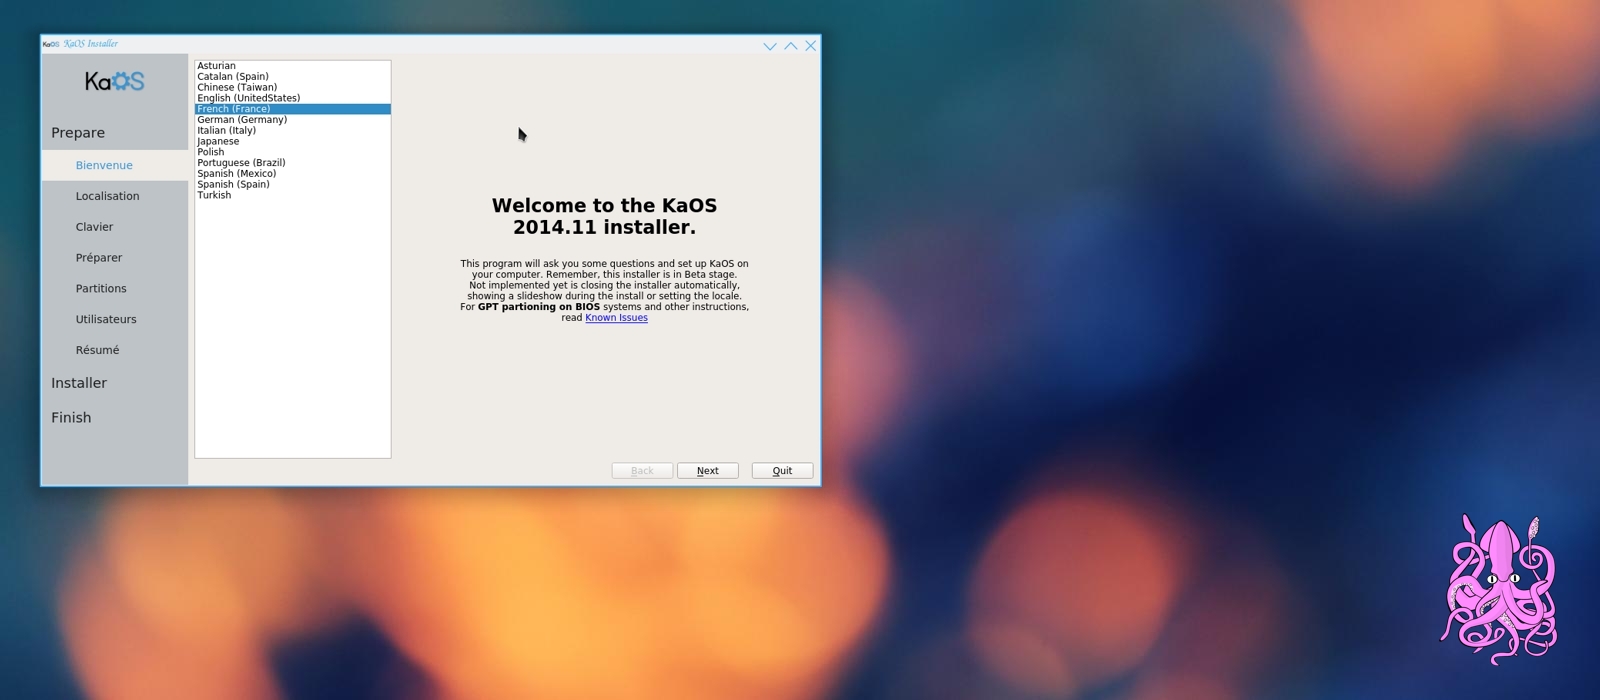 KaOS KaOS Installer
KaOS
Prepare
Bienvenue
Localisation
Clavier
Préparer
Partitions
Utilisateurs
Résumé
Installer
Finish
Asturian
Catalan (Spain)
Chinese (Taiwan)
English (UnitedStates)
French (France)
German (Germany)
Italian (Italy)
Japanese
Polish
Portuguese (Brazil)
Spanish (Mexico)
Spanish (Spain)
Turkish
Welcome to the KaOS
2014.11 installer.
This program will ask you some questions and set up KaOS on
your computer. Remember, this installer is in Beta stage.
Not implemented yet is closing the installer automatically,
showing a slideshow during the install or setting the locale.
For GPT partioning on BIOS systems and other instructions,
read Known Issues
Back
Next
Quit